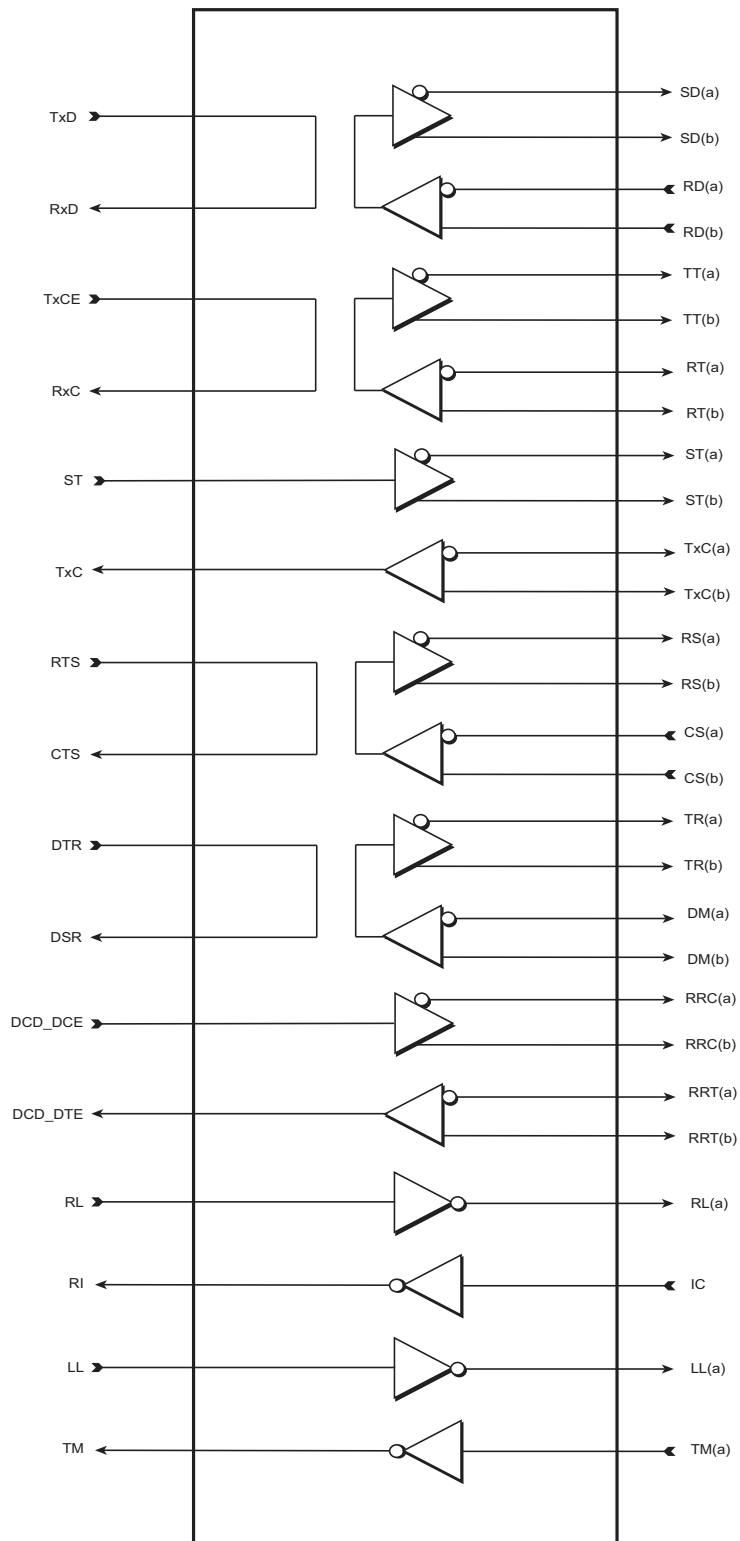 TxD
SD(a)
SD(b)
RxD
RD(a)
RD(b)
TxCE
TT(a)
TT(b)
RxC
RT(a)
RT(b)
ST
ST(a)
ST(b)
TxC
TxC(a)
TxC(b)
RTS
RS(a)
RS(b)
CTS
CS(a)
CS(b)
DTR
TR(a)
TR(b)
DSR
DM(a)
DM(b)
DCD_DCE
RRC(a)
RRC(b)
DCD_DTE
RRT(a)
RRT(b)
RL
RL(a)
RI
IC
LL
LL(a)
TM
TM(a)